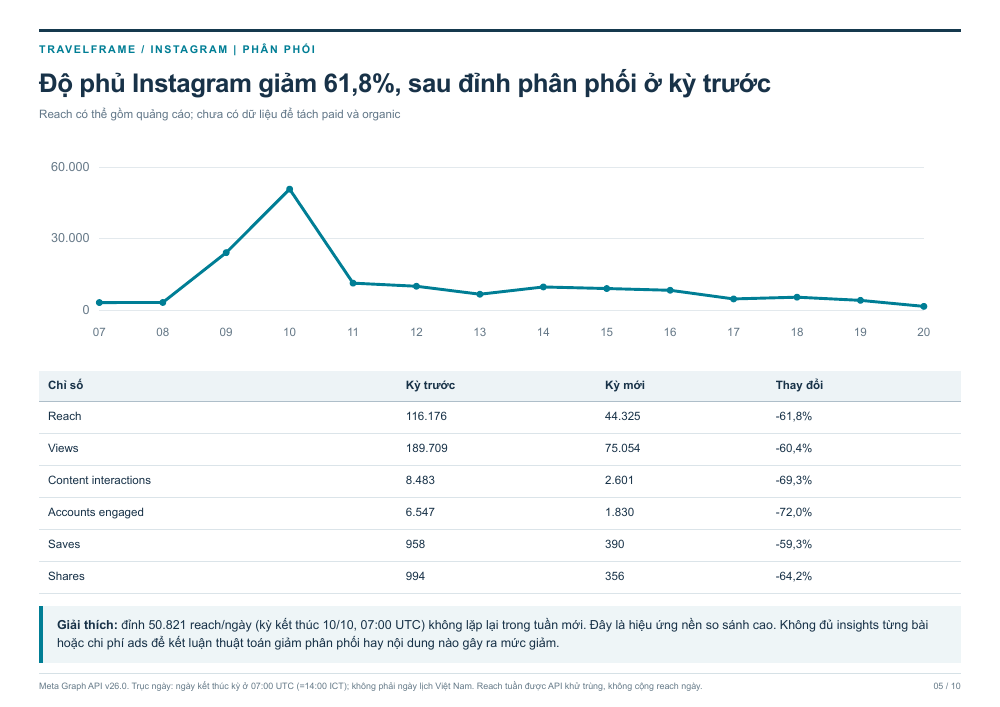 TRAVELFRAME / INSTAGRAM | PHÂN PHỐI
Độ phủ Instagram giảm 61,8%, sau đỉnh phân phối ở kỳ trước
Reach có thể gồm quảng cáo; chưa có dữ liệu để tách paid và organic
60.000
30.000
0
07 08 09 10 11 12 13 14 15 16 17 18 19 20
Chỉ số Kỳ trước Kỳ mới Thay đổi
Reach 116.176 44.325 -61,8%
Views 189.709 75.054 -60,4%
Content interactions 8.483 2.601 -69,3%
Accounts engaged 6.547 1.830 -72,0%
Saves 958 390 -59,3%
Shares 994 356 -64,2%
Giải thích: đỉnh 50.821 reach/ngày (kỳ kết thúc 10/10, 07:00 UTC) không lặp lại trong tuần mới. Đây là hiệu ứng nền so sánh cao. Không đủ insights từng bài
hoặc chi phí ads để kết luận thuật toán giảm phân phối hay nội dung nào gây ra mức giảm.
Meta Graph API v26.0. Trục ngày: ngày kết thúc kỳ ở 07:00 UTC (=14:00 ICT); không phải ngày lịch Việt Nam. Reach tuần được API khử trùng, không cộng reach ngày. 05 / 10